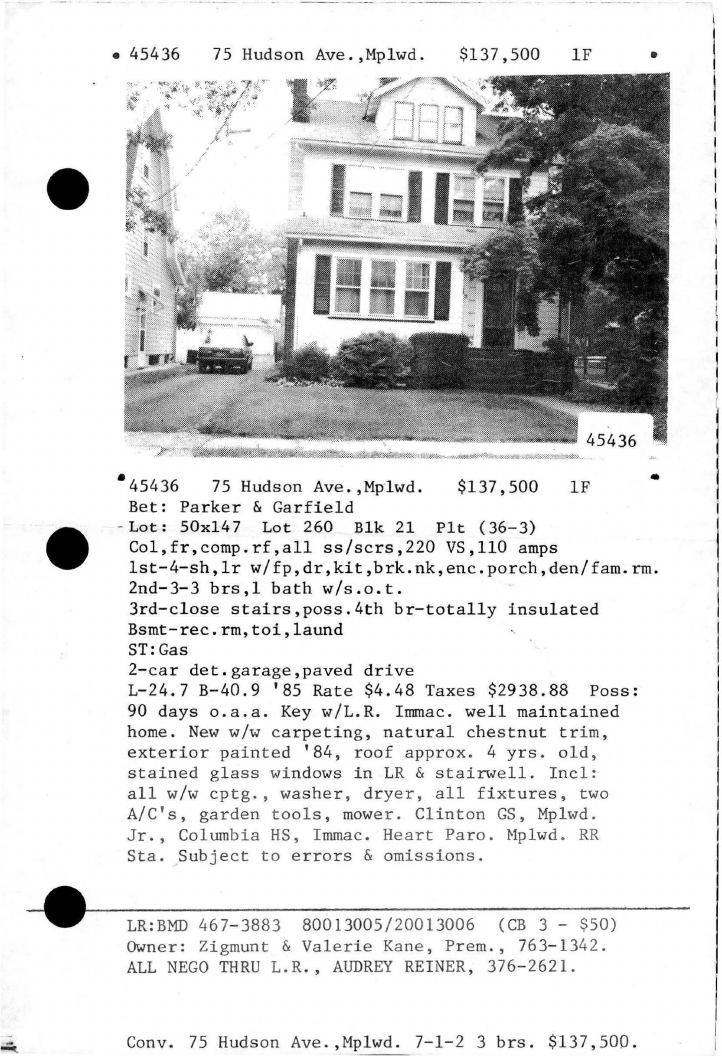 45436 75 Hudson Ave.,Mplwd. $137,500 1F
45436
45436 75 Hudson Ave.,Mplwd. $137,500 1F
Bet: Parker & Garfield
Lot: 50x147 Lot 260 Blk 21 Plt (36-3)
Col,fr,comp.rf,all ss/scrs,220 VS,110 amps
1st-4-sh,lr w/fp,dr,kit,brk.nk,enc.porch,den/fam.rm.
2nd-3-3 brs,1 bath w/s.o.t.
3rd-close stairs,poss.4th br-totally insulated
Bsmt-rec.rm,toi,laund
ST:Gas
2-car det.garage,paved drive
L-24.7 B-40.9 '85 Rate $4.48 Taxes $2938.88 Poss:
90 days o.a.a. Key w/L.R. Immac. well maintained
home. New w/w carpeting, natural chestnut trim,
exterior painted '84, roof approx. 4 yrs. old,
stained glass windows in LR & stairwell. Incl:
all w/w cptg., washer, dryer, all fixtures, two
A/C's, garden tools, mower. Clinton GS, Mplwd.
Jr., Columbia HS, Immac. Heart Paro. Mplwd. RR
Sta. Subject to errors & omissions.
LR:BMD 467-3883 80013005/20013006 (CB 3 - $50)
Owner: Zigmunt & Valerie Kane, Prem., 763-1342.
ALL NEGO THRU L.R., AUDREY REINER, 376-2621.
Conv. 75 Hudson Ave.,Mplwd. 7-1-2 3 brs. $137,500.